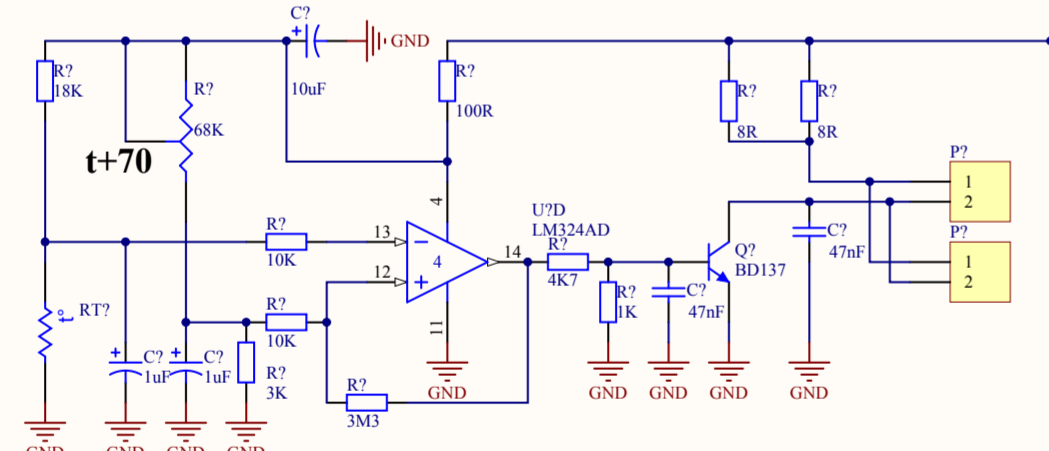 C?
+
GND
10uF
R?
18K
R?
68K
t+70
R?
100R
R?
8R
R?
8R
P?
1
2
P?
1
2
4
U?D
LM324AD
13
14
12
4
11
R?
10K
R?
10K
R?
4K7
Q?
BD137
C?
47nF
R?
1K
C?
47nF
t°
RT?
+
C?
1uF
+
C?
1uF
R?
3K
R?
3M3
GND
GND
GND
GND
GND
GND
GND
GND
GND